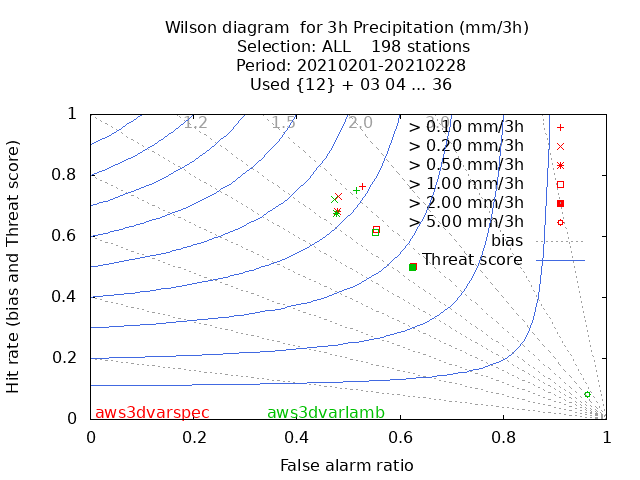 Wilson diagram  for 3h Precipitation (mm/3h)
Selection: ALL    198 stations
Period: 20210201-20210228
Used {12} + 03 04 ... 36
Hit rate (bias and Threat score)
1
0.8
0.6
0.4
0.2
0
1.2
1.5
2.0
3.0
> 0.10 mm/3h
> 0.20 mm/3h
> 0.50 mm/3h
> 1.00 mm/3h
> 2.00 mm/3h
> 5.00 mm/3h
bias
Threat score
aws3dvarspec
aws3dvarlamb
0
0.2
0.4
0.6
0.8
1
False alarm ratio